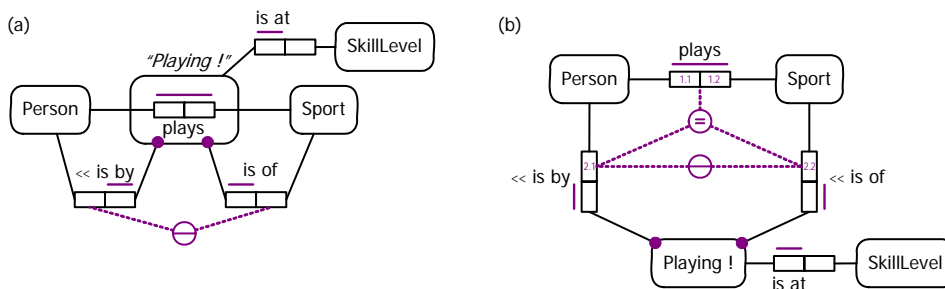 (a)
is at
SkillLevel
"Playing !"
Person
Sport
plays
<< is by
is of
(b)
plays
Person
1.1
1.2
Sport
=
2.1
2.2
<< is by
<< is of
Playing !
SkillLevel
is at